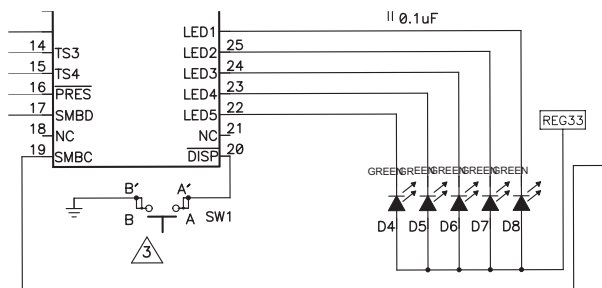 0.1uF
LED1
14 TS3 LED2 25
15 TS4 LED3 24
16 PRES LED4 23
17 SMBD LED5 22
18 NC NC 21
19 SMBC DISP 20
REG33
GREEN GREEN GREEN GREEN GREEN
B' A'
B A SW1
D4 D5 D6 D7 D8
3